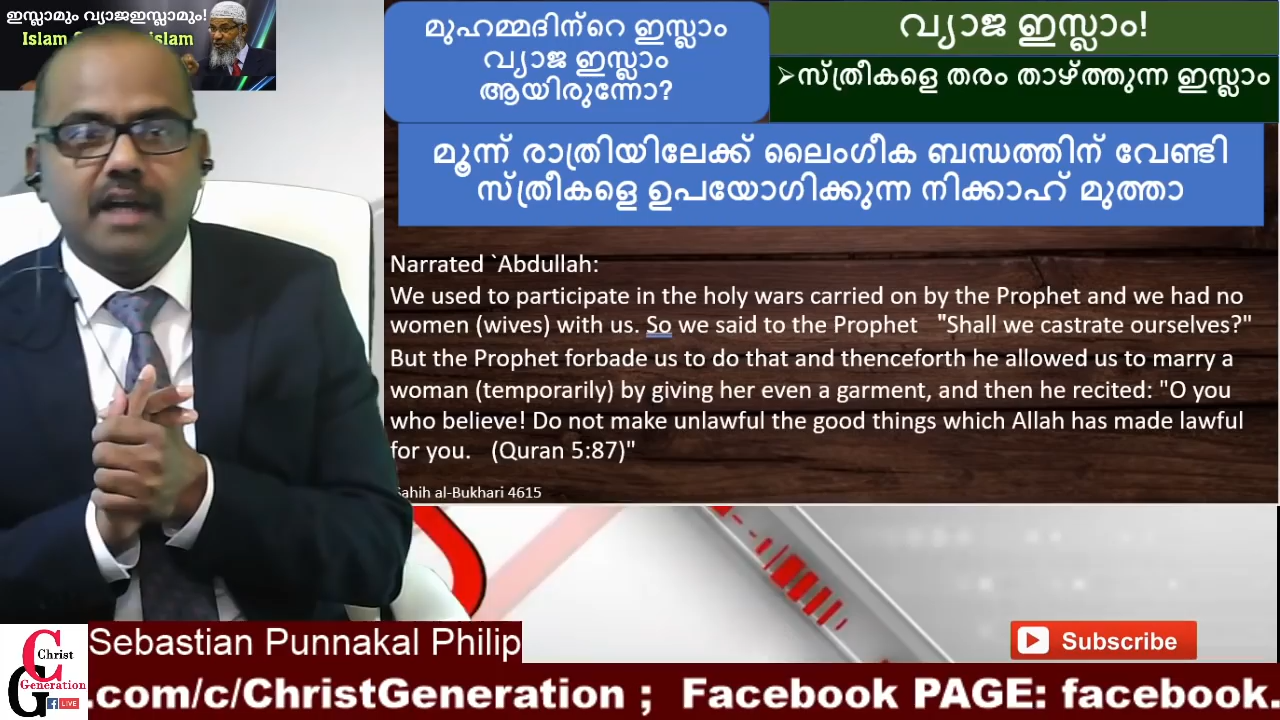 ഇസ്ലാമും വ്യാജഇസ്ലാമും!
Islam
islam
മുഹമ്മദിന്റെ ഇസ്ലാം
വ്യാജ ഇസ്ലാം
ആയിരുന്നോ?
വ്യാജ ഇസ്ലാം!
➢സ്ത്രീകളെ തരം താഴ്ത്തുന്ന ഇസ്ലാം
മൂന്ന് രാത്രിയിലേക്ക് ലൈംഗീക ബന്ധത്തിന് വേണ്ടി
സ്ത്രീകളെ ഉപയോഗിക്കുന്ന നിക്കാഹ് മുത്താ
Narrated `Abdullah:
We used to participate in the holy wars carried on by the Prophet and we had no
women (wives) with us. So we said to the Prophet "Shall we castrate ourselves?"
But the Prophet forbade us to do that and thenceforth he allowed us to marry a
woman (temporarily) by giving her even a garment, and then he recited: "O you
who believe! Do not make unlawful the good things which Allah has made lawful
for you. (Quran 5:87)"
Sahih al-Bukhari 4615
Sebastian Punnakal Philip
Subscribe
Christ
Generation
LIVE
.com/c/ChristGeneration ; Facebook PAGE: facebook.